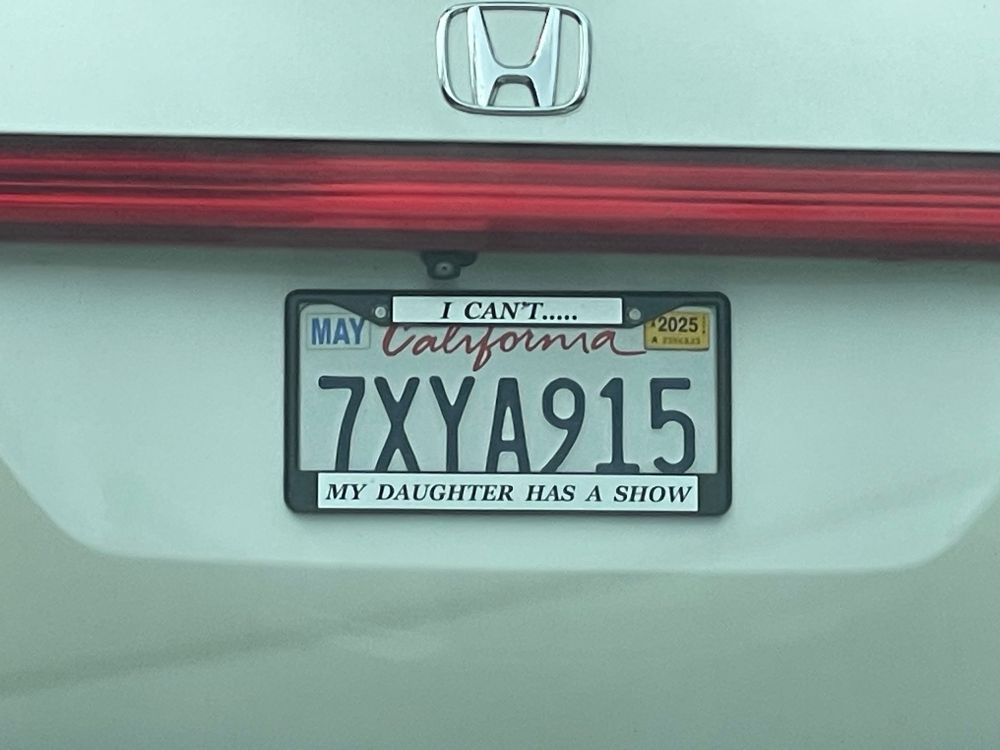 I CAN'T.....
MAY California 2025
7XYA915
MY DAUGHTER HAS A SHOW